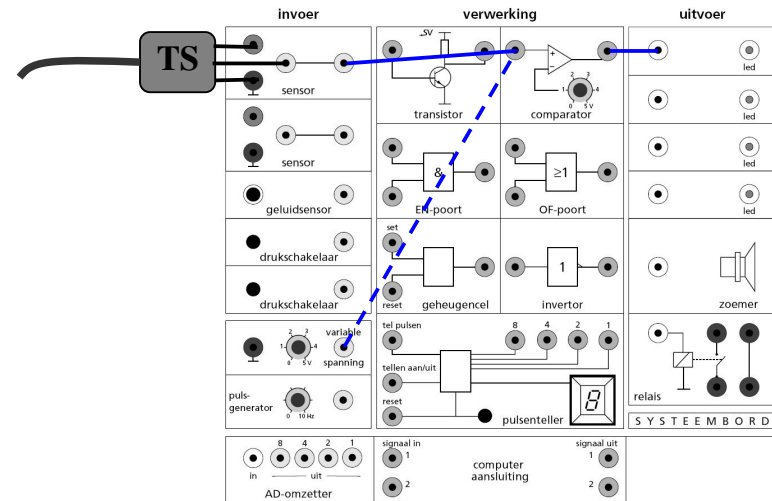 invoer verwerking uitvoer
TS
sensor
5V
transistor
2 3
1 4
0 5 V
comparator
led
led
sensor
&
EN-poort
≥1
OF-poort
led
led
geluidsensor
drukschakelaar
drukschakelaar
set
reset
geheugencel
1
invertor
zoemer
2 3
1 4
0 5 V
variable
spanning
puls-
generator
0 10 Hz
tel pulsen
8 4 2 1
tellen aan/uit
reset
8
pulsenteller
relais
SYSTEEMBORD
8 4 2 1
in uit
AD-omzetter
signaal in
1
2
computer
aansluiting
signaal uit
1
2